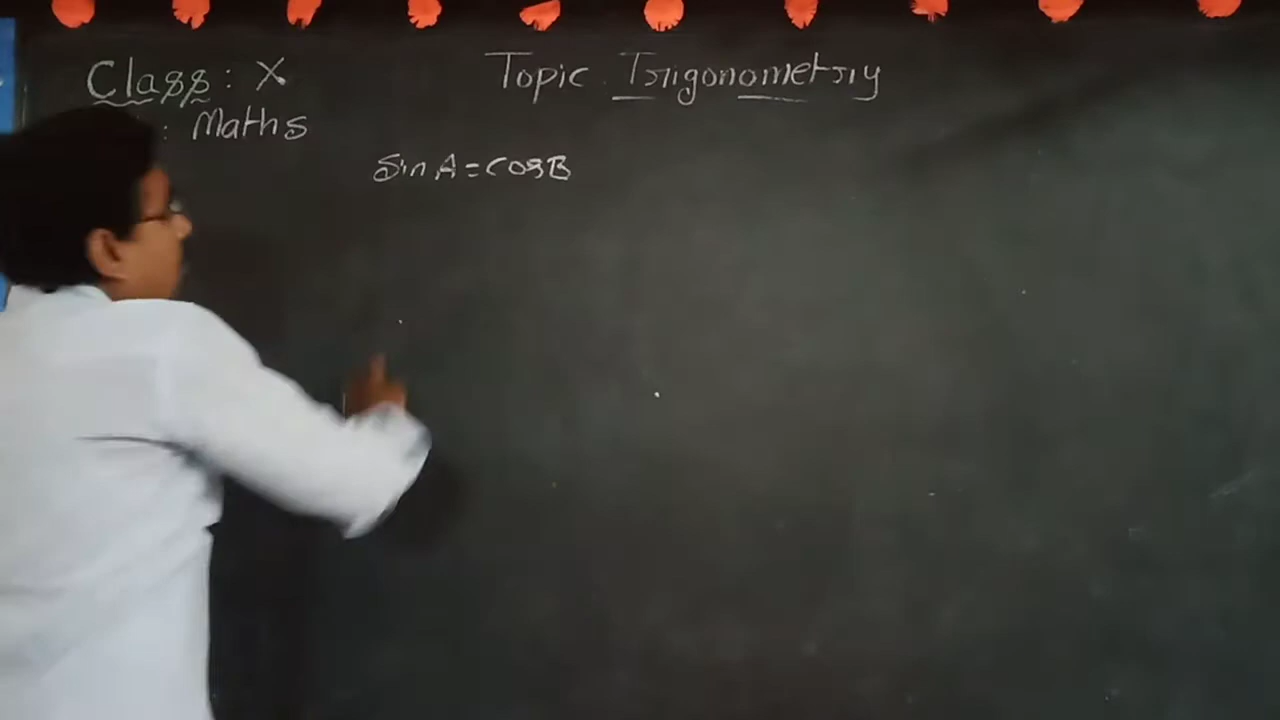 Class : X
Topic : Trigonometry
: Maths
Sin A = Cos B